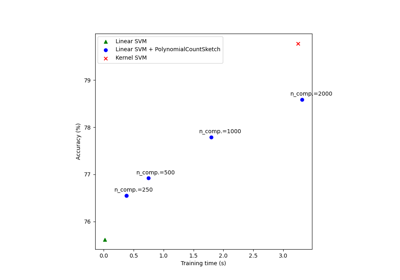 Linear SVM
Linear SVM + PolynomialCountSketch
Kernel SVM
n_comp.=2000
n_comp.=1000
n_comp.=500
n_comp.=250
79
78
77
76
Accuracy (%)
0.0 0.5 1.0 1.5 2.0 2.5 3.0
Training time (s)